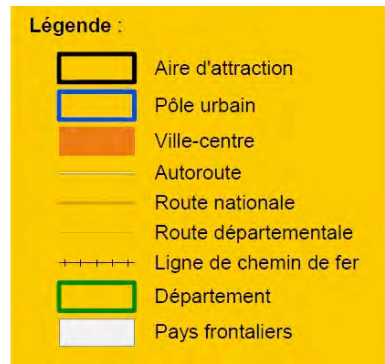 Légende :
Aire d'attraction
Pôle urbain
Ville-centre
Autoroute
Route nationale
Route départementale
Ligne de chemin de fer
Département
Pays frontaliers